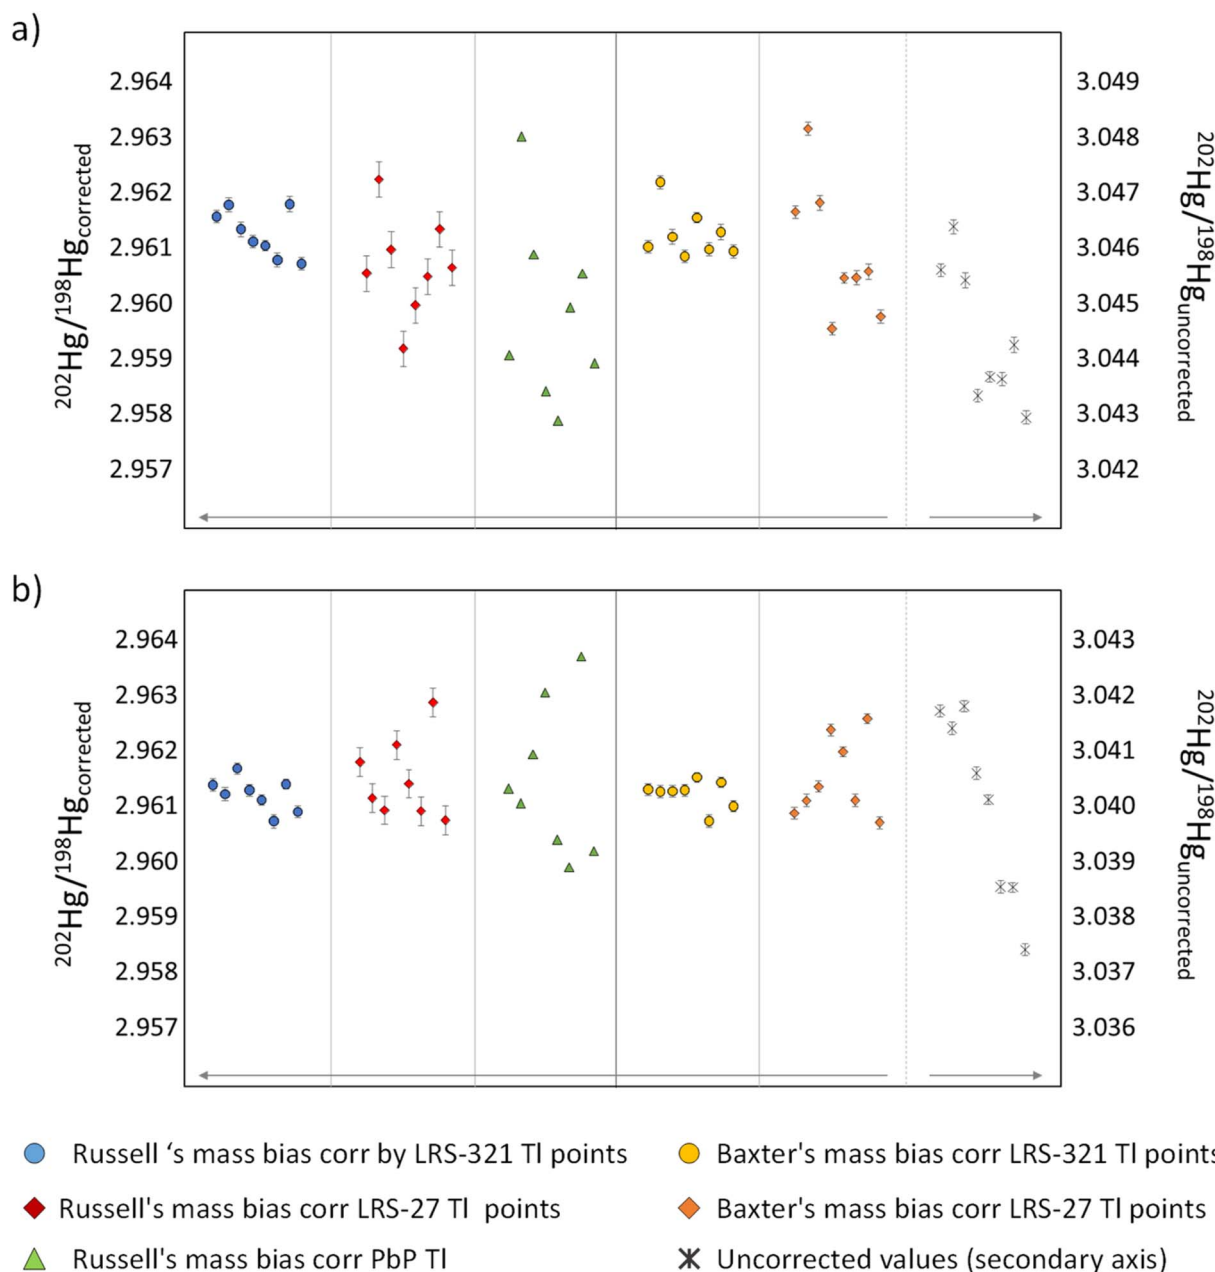 a)
2.964
2.963
2.962
2.961
2.960
2.959
2.958
2.957
202Hg/198Hgcorrected
3.049
3.048
3.047
3.046
3.045
3.044
3.043
3.042
202Hg/198Hguncorrected
b)
2.964
2.963
2.962
2.961
2.960
2.959
2.958
2.957
202Hg/198Hgcorrected
3.043
3.042
3.041
3.040
3.039
3.038
3.037
3.036
202Hg/198Hguncorrected
Russell ‘s mass bias corr by LRS-321 Tl points
Baxter's mass bias corr LRS-321 Tl points
Russell's mass bias corr LRS-27 Tl points
Baxter's mass bias corr LRS-27 Tl points
Russell's mass bias corr PbP Tl
Uncorrected values (secondary axis)